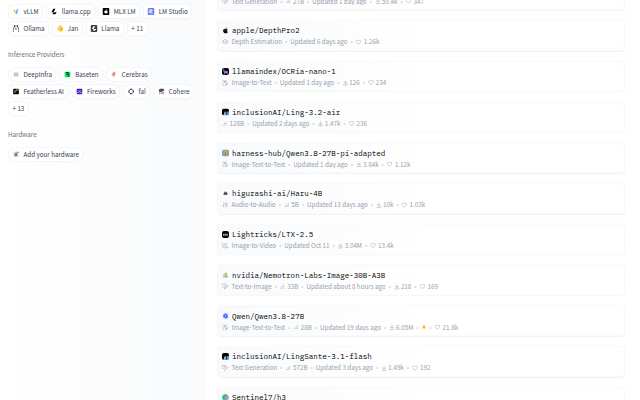 vLLM llama.cpp MLX LM LM Studio
Ollama Jan Llama + 11
Inference Providers
DeepInfra Baseten Cerebras
Featherless AI Fireworks fal Cohere
+ 13
Hardware
Add your hardware
apple/DepthPro2
Depth Estimation • Updated 6 days ago • 1.26k
llamaindex/OCRia-nano-1
Image-to-Text • Updated 1 day ago • 126 • 234
inclusionAI/Ling-3.2-air
128B • Updated 2 days ago • 1.47k • 236
harness-hub/Qwen3.8-27B-pi-adapted
Image-Text-to-Text • Updated 1 day ago • 1.12k
higurashi-ai/Haru-4B
Audio-to-Audio • 5B • Updated 13 days ago • 10k • 1.03k
Lightricks/LTX-2.5
Image-to-Video • Updated Oct 11 • 3.04M • 13.4k
nvidia/Nemotron-Labs-Image-30B-A3B
Text-to-Image • 33B • Updated about 8 hours ago • 218 • 169
Qwen/Qwen3.8-27B
Image-Text-to-Text • 28B • Updated 19 days ago • 6.05M • 21.8k
inclusionAI/LingSante-3.1-flash
Text Generation • 572B • Updated 3 days ago • 1.49k • 192
Sentinel7/h3